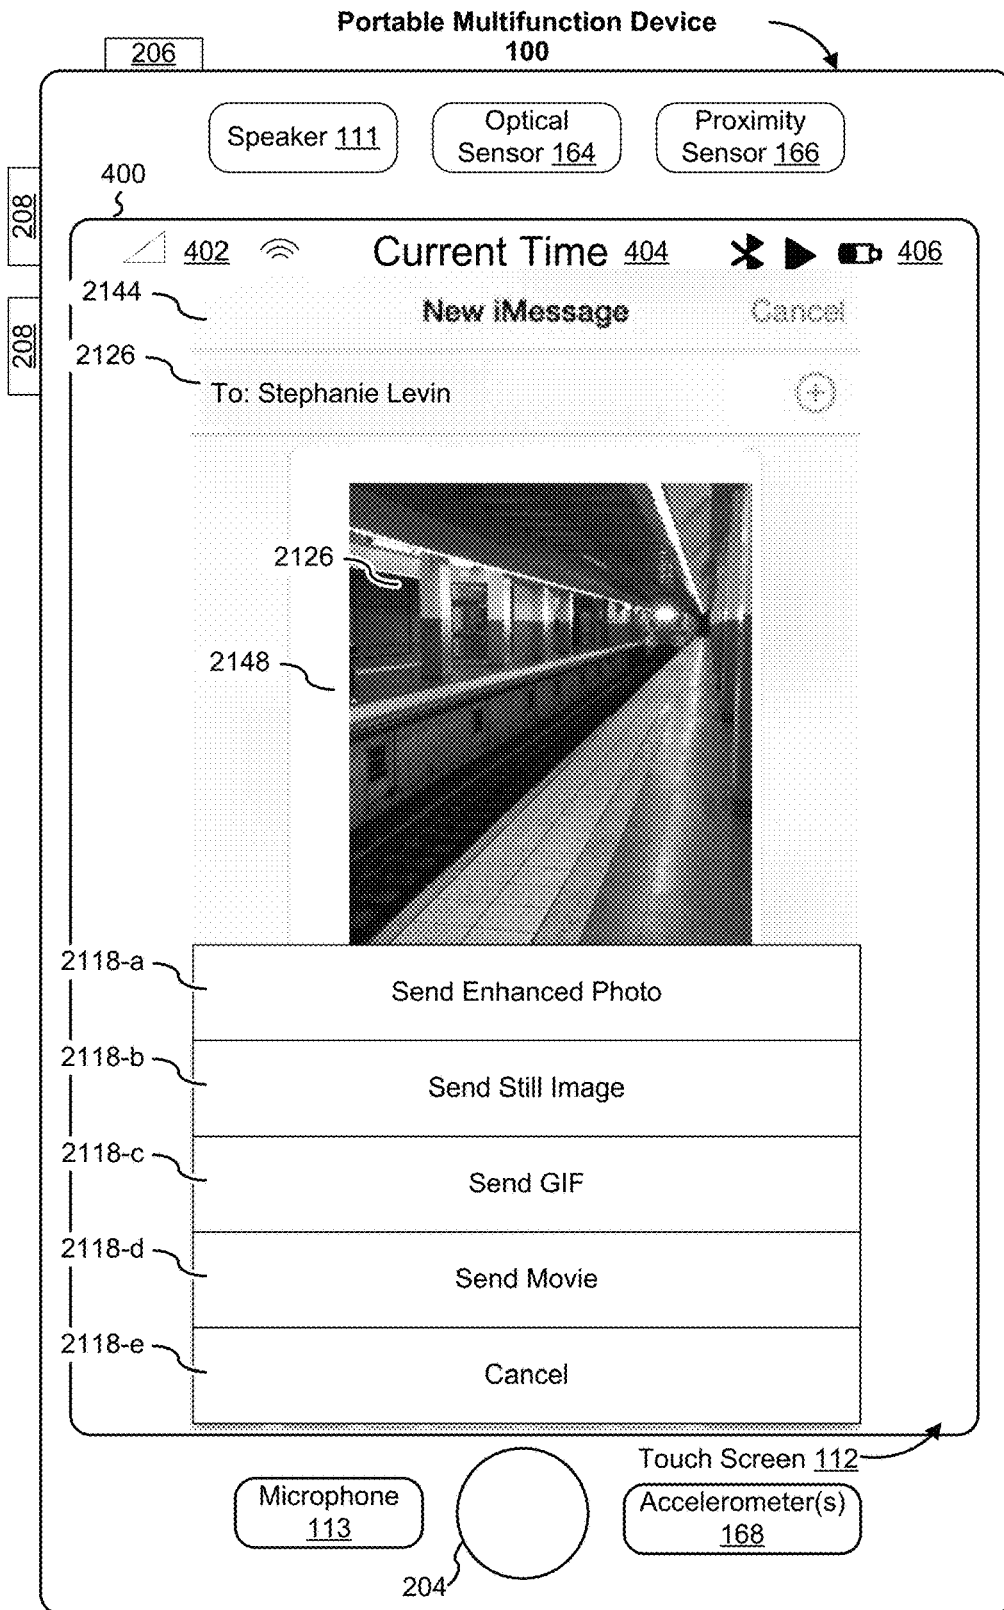 Portable Multifunction Device
100
206
Speaker 111
Optical
Sensor 164
Proximity
Sensor 166
208
400
402
Current Time 404
406
2144
New iMessage
Cancel
208
2126
To: Stephanie Levin
2126
2148
2118-a
Send Enhanced Photo
2118-b
Send Still Image
2118-c
Send GIF
2118-d
Send Movie
2118-e
Cancel
Touch Screen 112
Microphone
113
Accelerometer(s)
168
204